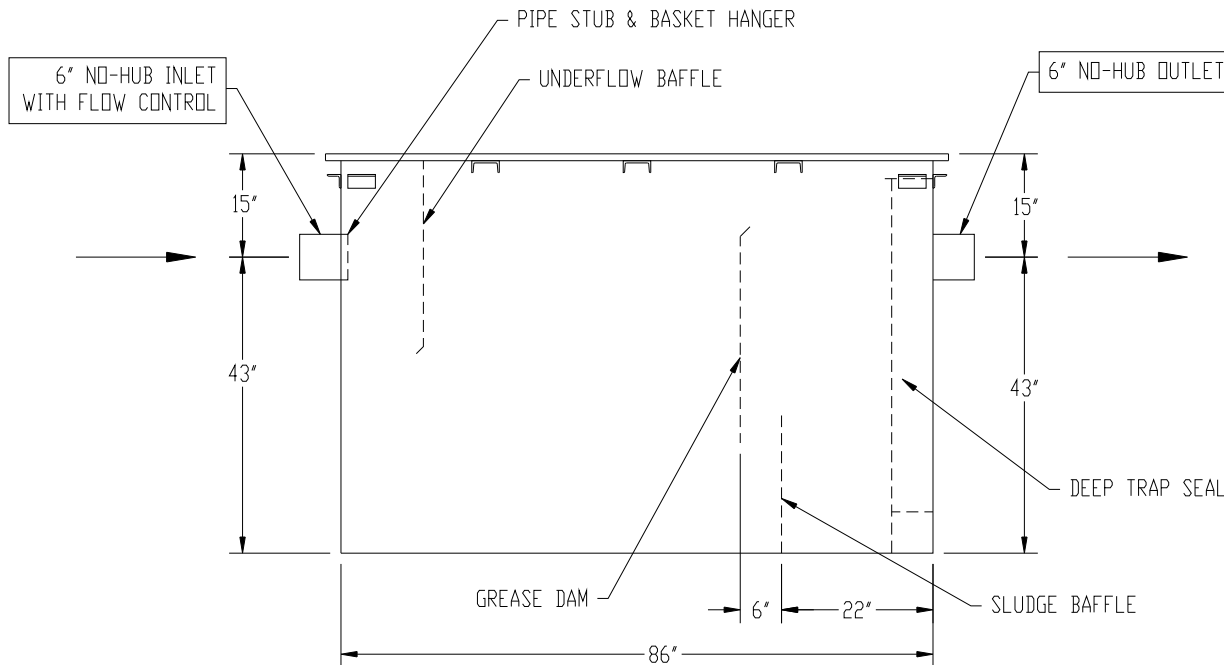 PIPE STUB & BASKET HANGER
6" NO-HUB INLET
WITH FLOW CONTROL
UNDERFLOW BAFFLE
6" NO-HUB OUTLET
15"
15"
43"
43"
DEEP TRAP SEAL
GREASE DAM
6"
22"
SLUDGE BAFFLE
86"